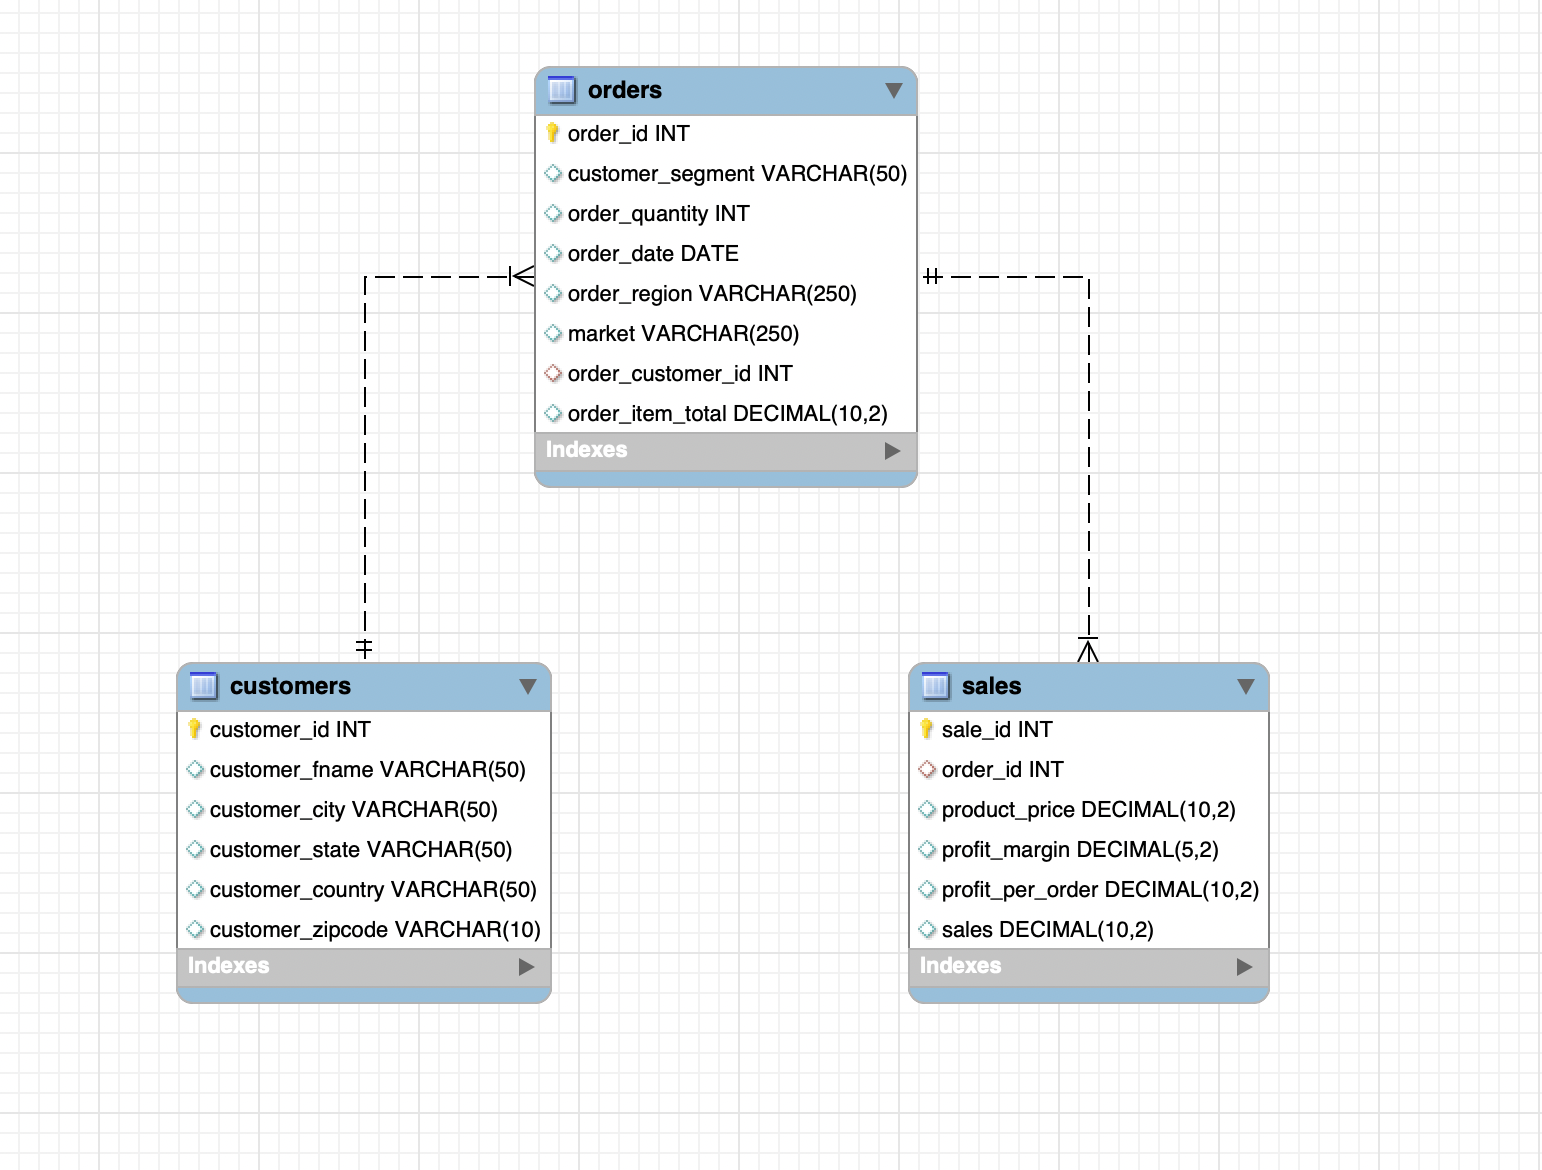 orders
order_id INT
customer_segment VARCHAR(50)
order_quantity INT
order_date DATE
order_region VARCHAR(250)
market VARCHAR(250)
order_customer_id INT
order_item_total DECIMAL(10,2)
Indexes
customers
customer_id INT
customer_fname VARCHAR(50)
customer_city VARCHAR(50)
customer_state VARCHAR(50)
customer_country VARCHAR(50)
customer_zipcode VARCHAR(10)
Indexes
sales
sale_id INT
order_id INT
product_price DECIMAL(10,2)
profit_margin DECIMAL(5,2)
profit_per_order DECIMAL(10,2)
sales DECIMAL(10,2)
Indexes